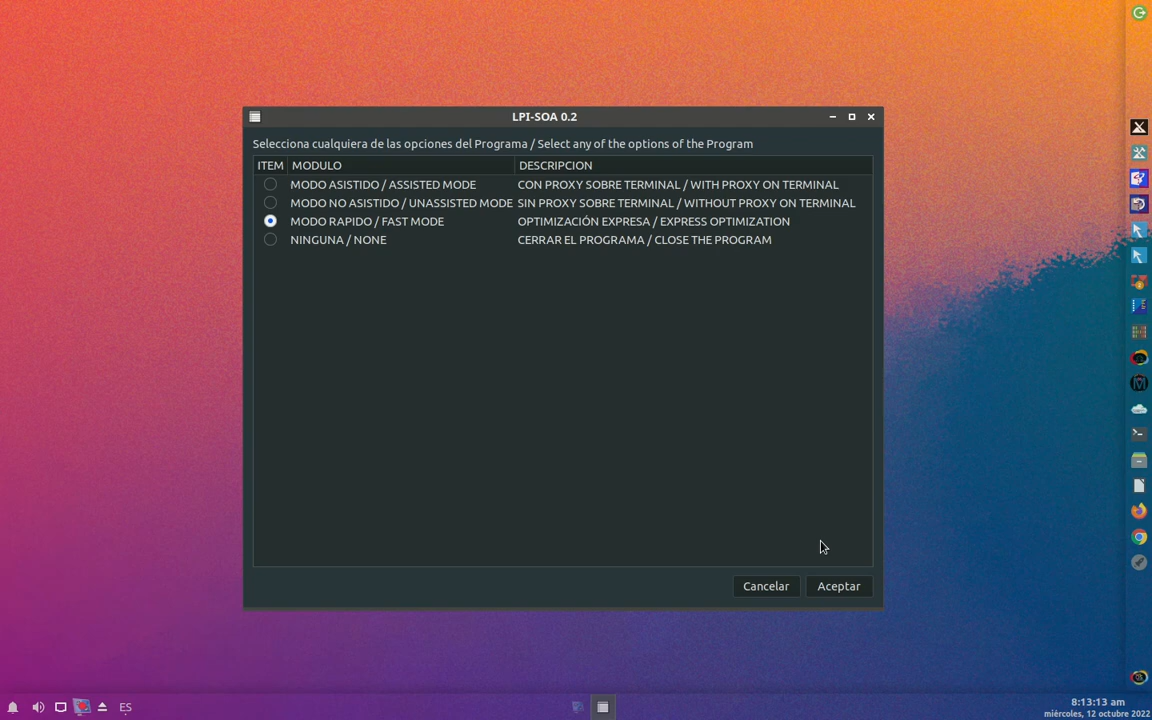 LPI-SOA 0.2
Selecciona cualquiera de las opciones del Programa / Select any of the options of the Program
ITEM MODULO DESCRIPCION
MODO ASISTIDO / ASSISTED MODE CON PROXY SOBRE TERMINAL / WITH PROXY ON TERMINAL
MODO NO ASISTIDO / UNASSISTED MODE SIN PROXY SOBRE TERMINAL / WITHOUT PROXY ON TERMINAL
MODO RAPIDO / FAST MODE OPTIMIZACIÓN EXPRESA / EXPRESS OPTIMIZATION
NINGUNA / NONE CERRAR EL PROGRAMA / CLOSE THE PROGRAM
Cancelar Aceptar
ES
8:13:13 am
miércoles, 12 octubre 2022